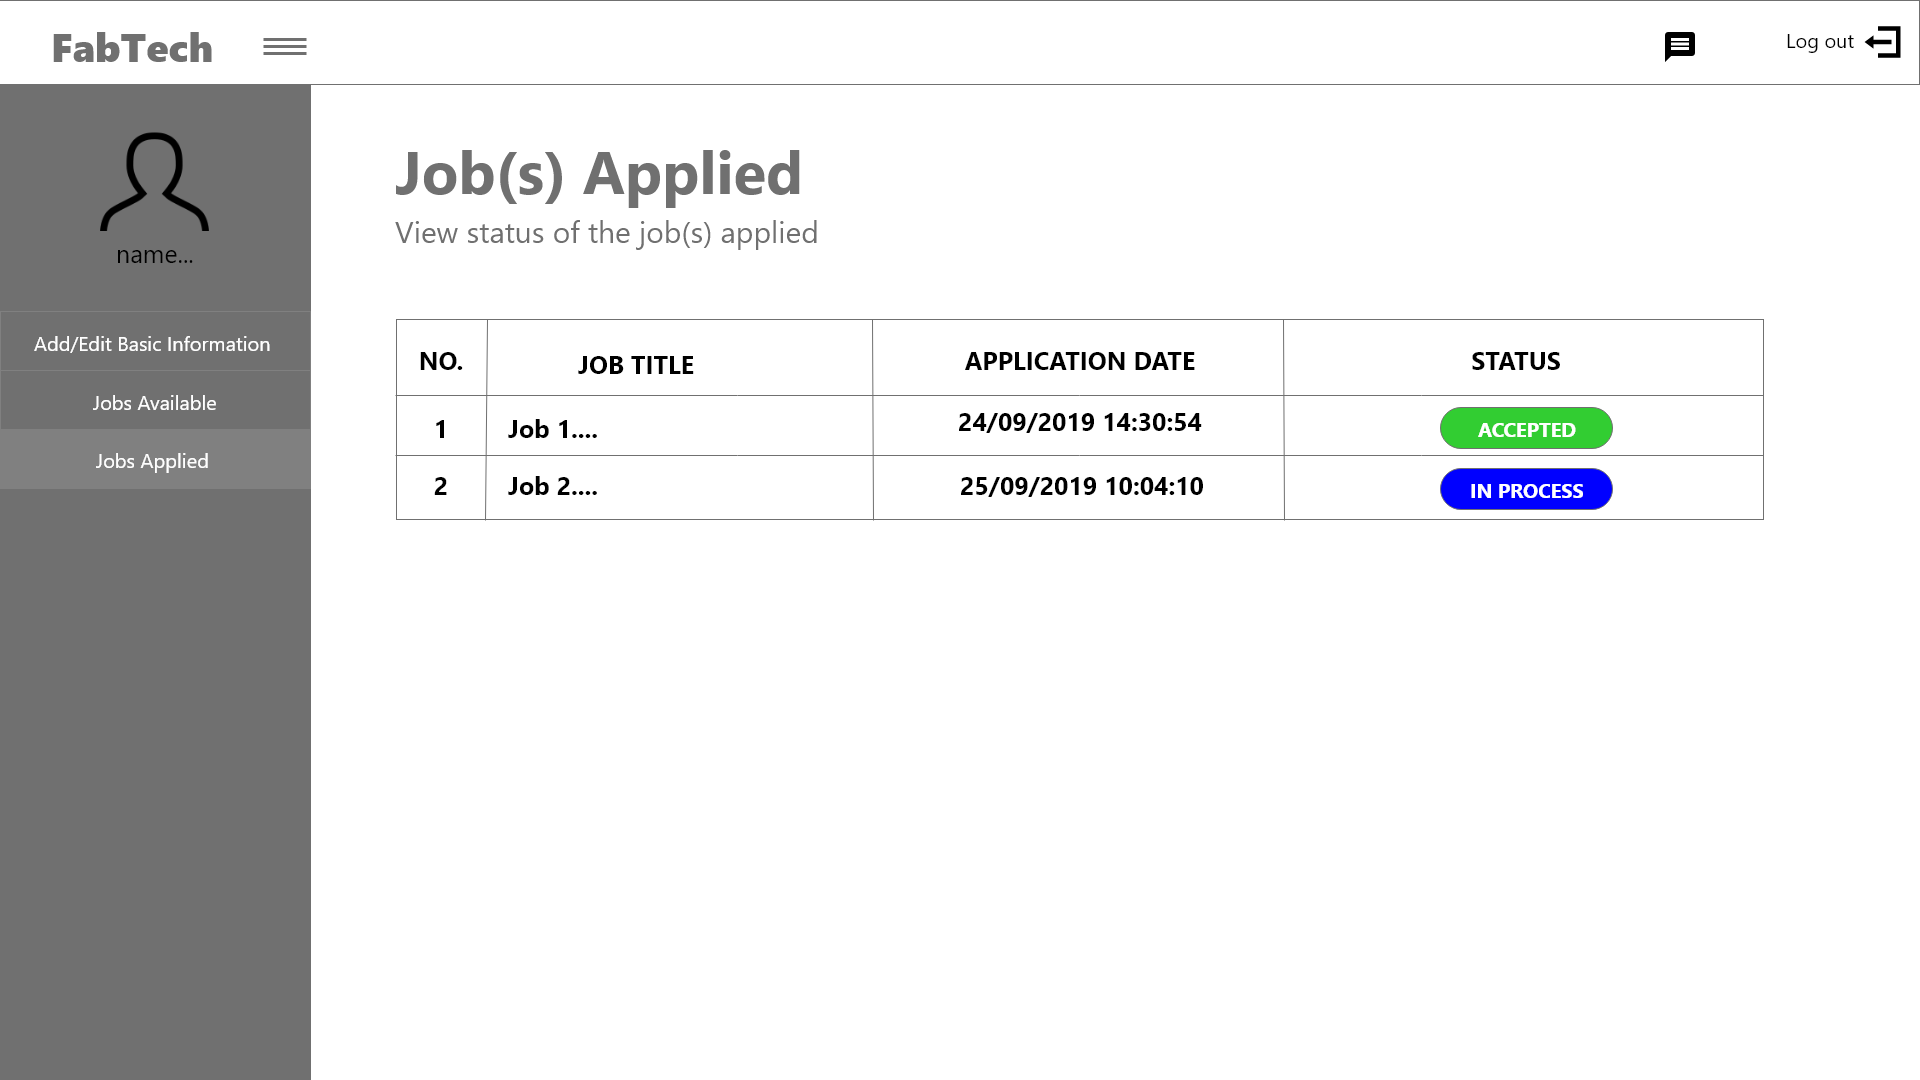 FabTech
Log out
name...
Add/Edit Basic Information
Jobs Available
Jobs Applied
Job(s) Applied
View status of the job(s) applied
NO. JOB TITLE APPLICATION DATE STATUS
1 Job 1.... 24/09/2019 14:30:54 ACCEPTED
2 Job 2.... 25/09/2019 10:04:10 IN PROCESS